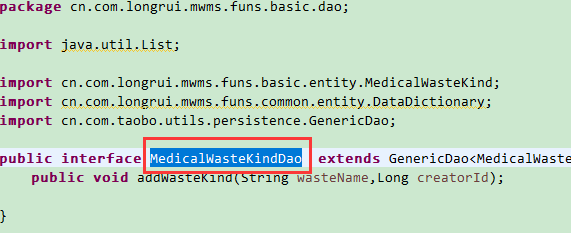 package cn.com.longrui.mwms.funs.basic.dao;
import java.util.List;
import cn.com.longrui.mwms.funs.basic.entity.MedicalWasteKind;
import cn.com.longrui.mwms.funs.common.entity.DataDictionary;
import cn.com.taobo.utils.persistence.GenericDao;
public interface MedicalWasteKindDao extends GenericDao<MedicalWaste
public void addWasteKind(String wasteName,Long creatorId);
}